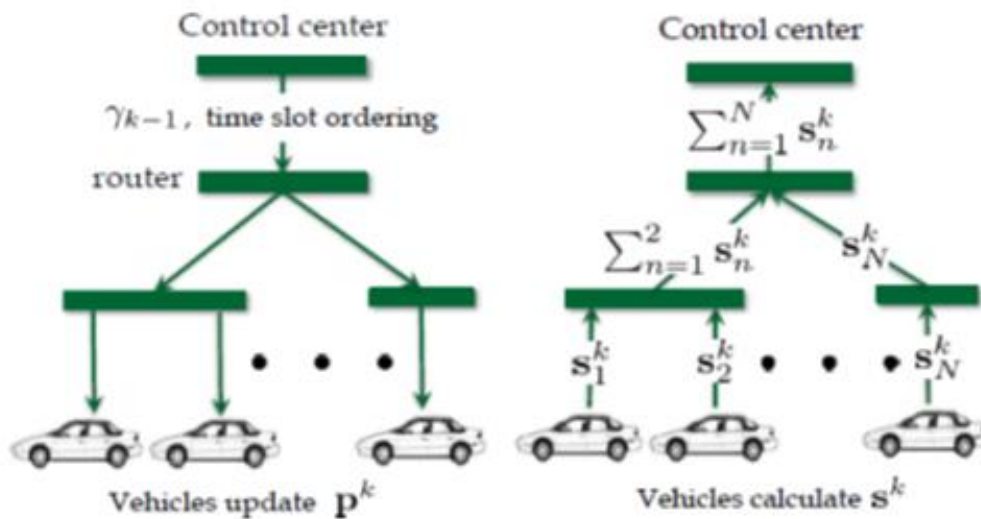 Control center
γ_{k−1}, time slot ordering
router
Vehicles update p^k
Control center
∑_{n=1}^{N} s_n^k
∑_{n=1}^{2} s_n^k
s_N^k
s_1^k s_2^k s_N^k
Vehicles calculate s^k